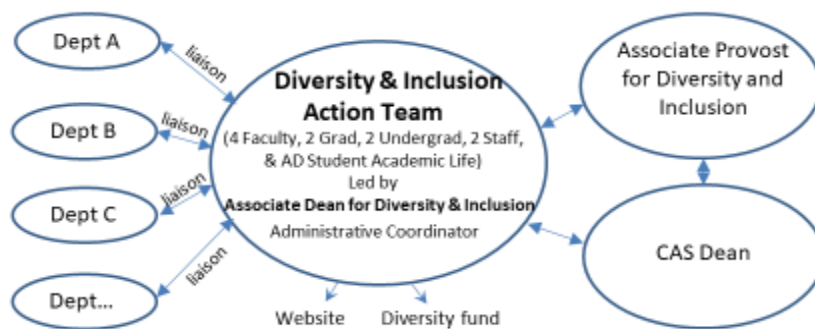 Dept A
liaison
Dept B
liaison
Dept C
liaison
Dept...
liaison
Diversity & Inclusion
Action Team
(4 Faculty, 2 Grad, 2 Undergrad, 2 Staff,
& AD Student Academic Life)
Led by
Associate Dean for Diversity & Inclusion
Administrative Coordinator
Website
Diversity fund
Associate Provost
for Diversity and
Inclusion
CAS Dean